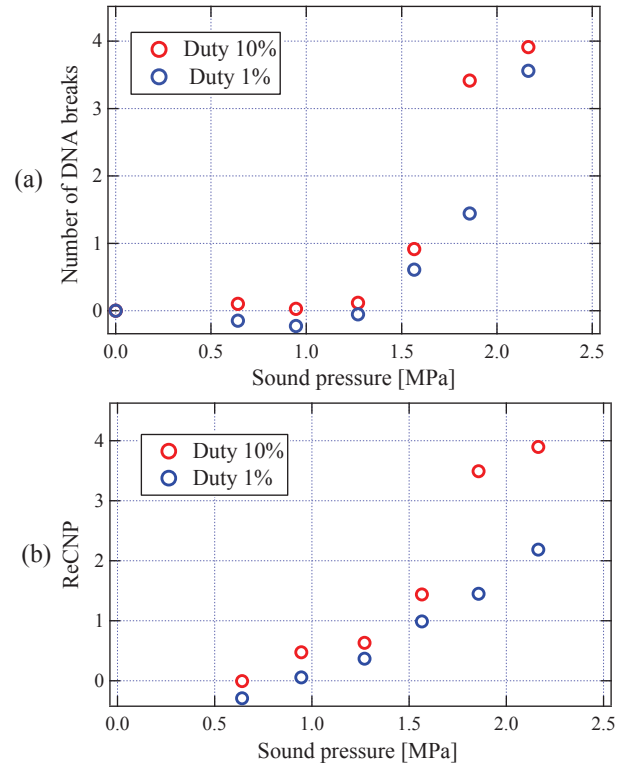 (a)
Number of DNA breaks
4
3
2
1
0
Duty 10%
Duty 1%
0.0 0.5 1.0 1.5 2.0 2.5
Sound pressure [MPa]
(b)
ReCNP
4
3
2
1
0
Duty 10%
Duty 1%
0.0 0.5 1.0 1.5 2.0 2.5
Sound pressure [MPa]